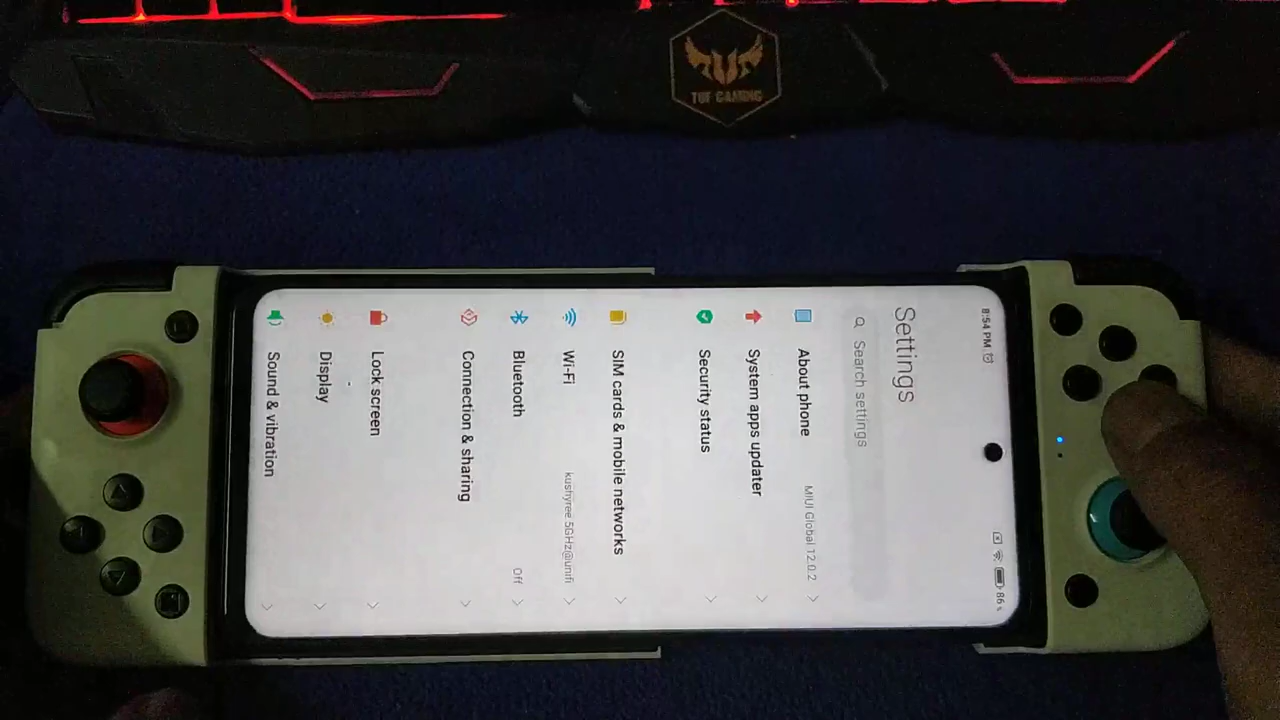 TUF GAMING
8:54 PM
86
Settings
Search settings
About phone MIUI Global 12.0.2
System apps updater
Security status
SIM cards & mobile networks
Wi-Fi kushyree 5GHz@unifi
Bluetooth Off
Connection & sharing
Lock screen
Display
Sound & vibration